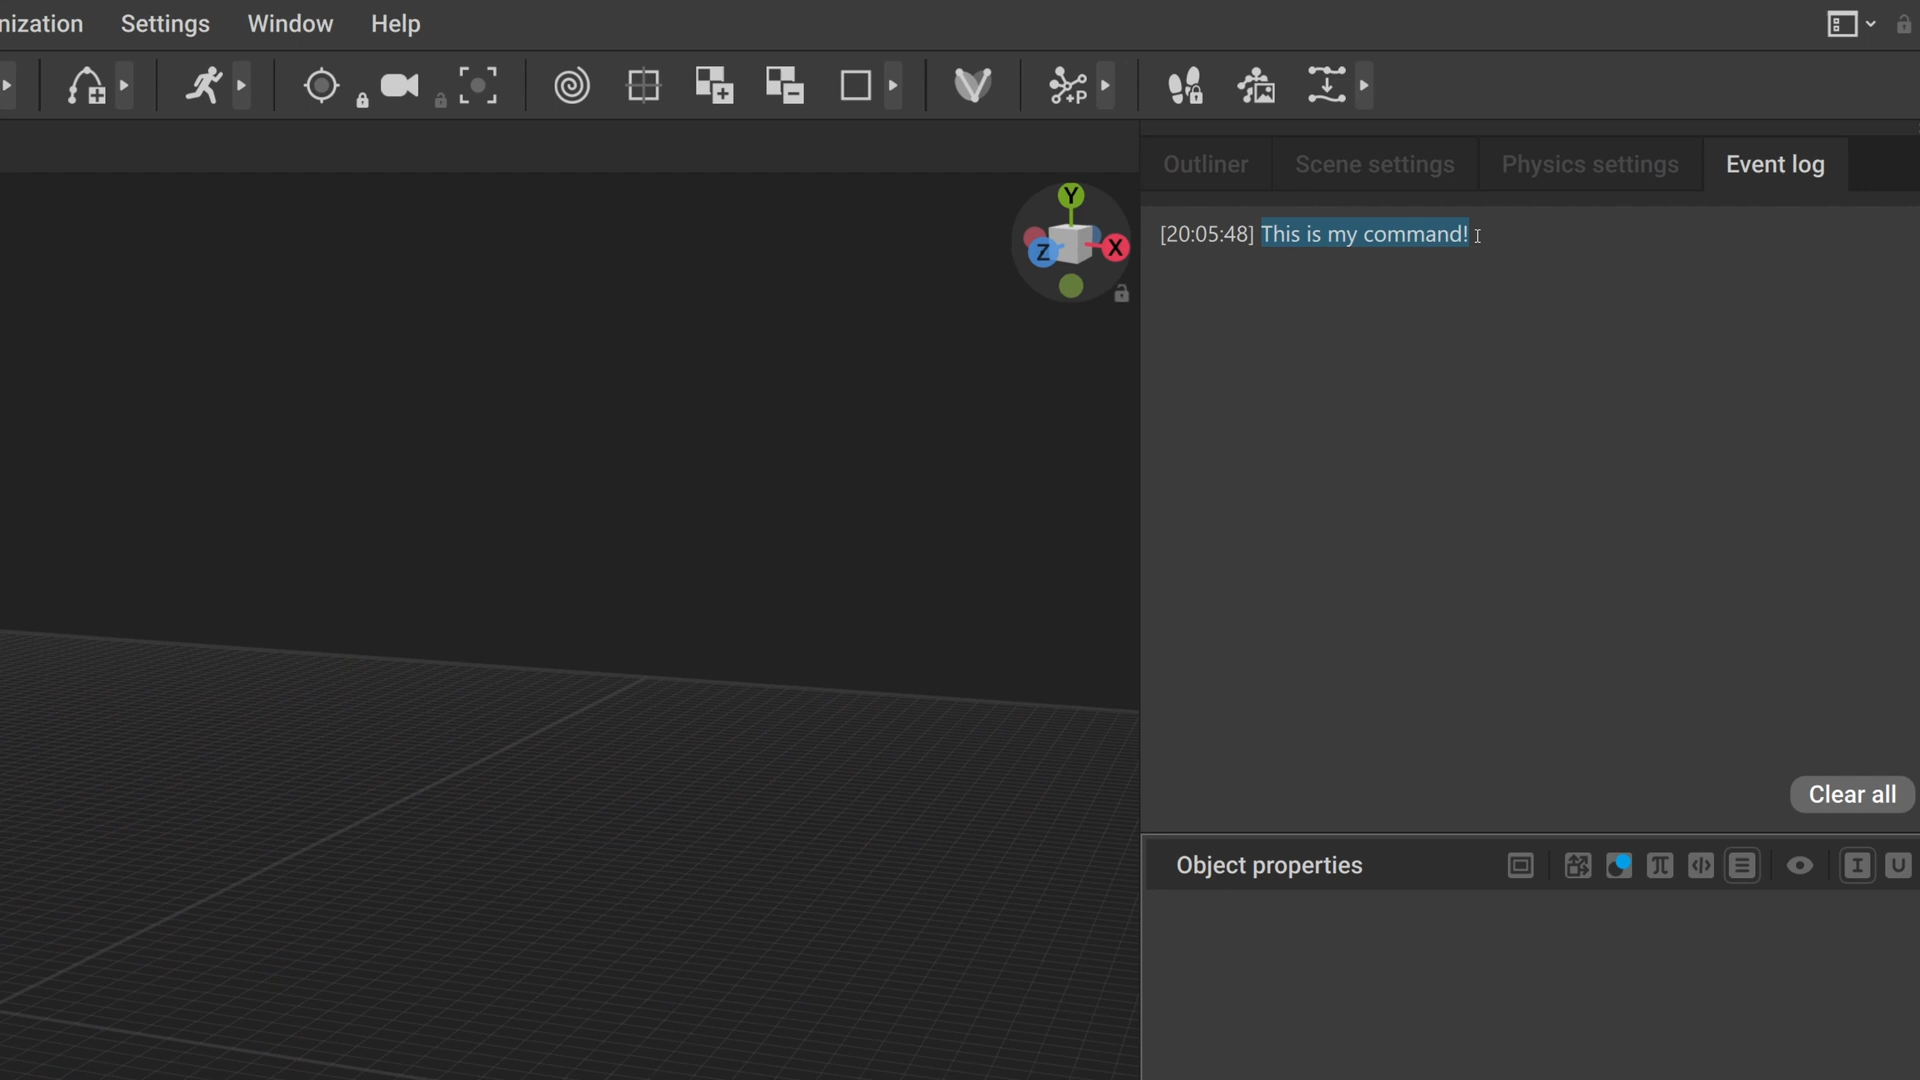 nization Settings Window Help
+P
Outliner Scene settings Physics settings Event log
Y
Z X
[20:05:48] This is my command!
Clear all
Object properties π I U